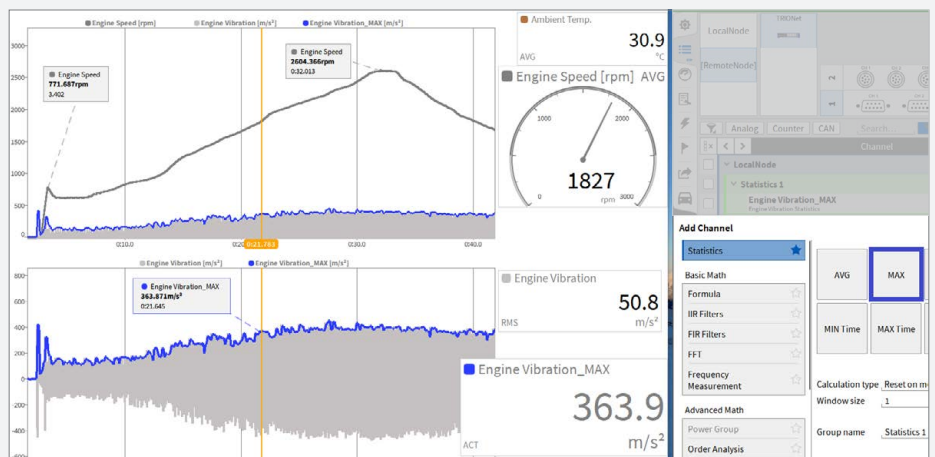 Engine Speed [rpm] Engine Vibration [m/s²] Engine Vibration_MAX [m/s²]
3000
2500
2000
1500
1000
500
0
Engine Speed
771.687rpm
3.402
Engine Speed
2604.366rpm
0:32.013
0:10.0 0:21.763 0:30.0 0:40.0
Engine Vibration [m/s²] Engine Vibration_MAX [m/s²]
800
600
400
200
0
-200
-400
-600
Engine Vibration_MAX
363.871m/s²
0:21.645
Ambient Temp.
30.9
AVG °C
Engine Speed [rpm] AVG
1000 2000
1827
0 rpm 3000
Engine Vibration
50.8
RMS m/s²
Engine Vibration_MAX
363.9
ACT m/s²
LocalNode
[RemoteNode]
Analog Counter CAN Search...
Channel
LocalNode
Statistics 1
Engine Vibration_MAX
Engine Vibration Statistics
Add Channel
Statistics
Basic Math
Formula
IIR Filters
FIR Filters
FFT
Frequency
Measurement
Advanced Math
Power Group
Order Analysis
AVG MAX
MIN Time MAX Time
Calculation type Reset on m
Window size 1
Group name Statistics 1